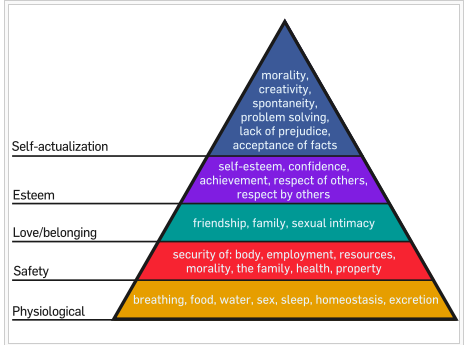 morality,
creativity,
spontaneity,
problem solving,
lack of prejudice,
acceptance of facts
Self-actualization
self-esteem, confidence,
achievement, respect of others,
respect by others
Esteem
friendship, family, sexual intimacy
Love/belonging
security of: body, employment, resources,
morality, the family, health, property
Safety
breathing, food, water, sex, sleep, homeostasis, excretion
Physiological